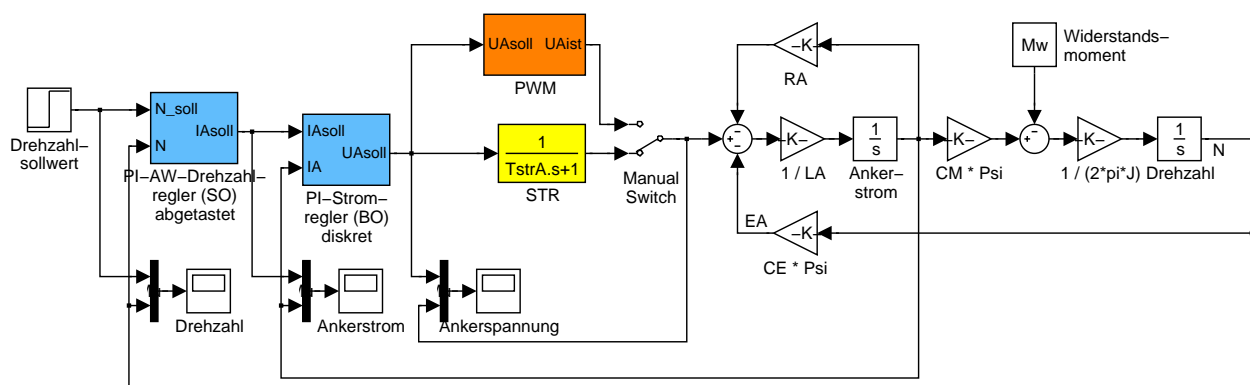 Drehzahl–
sollwert
N_soll
IAsoll
N
PI–AW–Drehzahl–
regler (SO)
abgetastet
IAsoll
UAsoll
IA
PI–Strom–
regler (BO)
diskret
UAsoll UAist
PWM
1
TstrA.s+1
STR
Manual
Switch
–K–
RA
–
–
+
–K–
1 / LA
1
s
Anker–
strom
EA
–K–
CE * Psi
–K–
CM * Psi
Mw
Widerstands–
moment
–
+
–K–
1 / (2*pi*J)
1
s
Drehzahl
N
Drehzahl
Ankerstrom
Ankerspannung